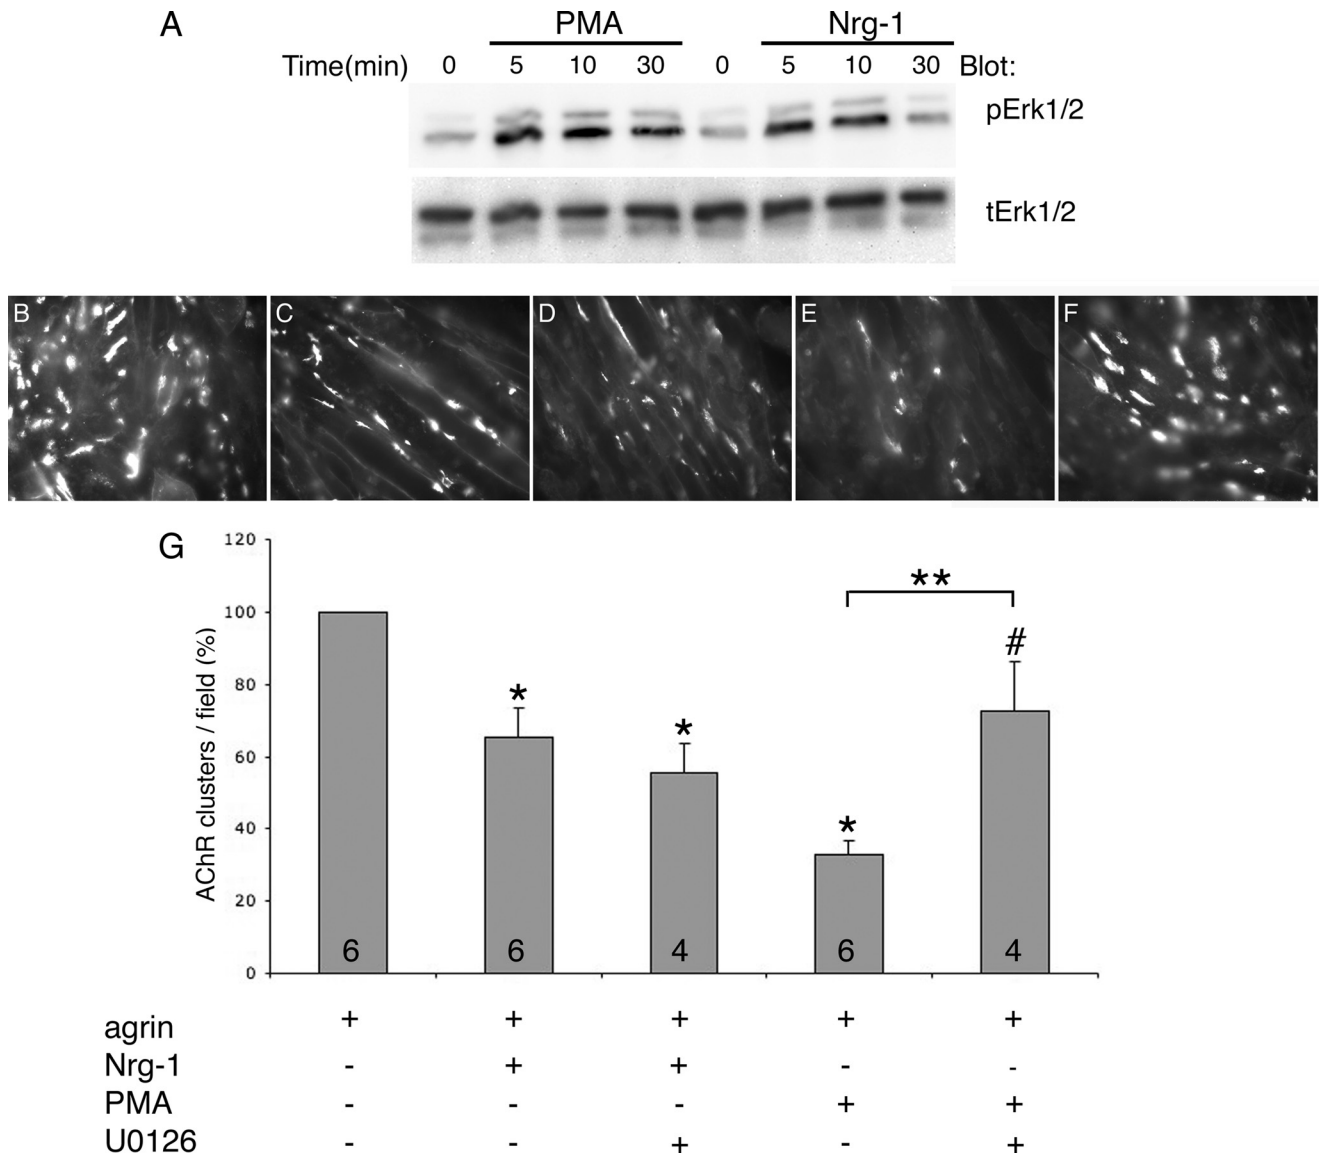 A
PMA
Nrg-1
Time(min) 0 5 10 30 0 5 10 30 Blot:
pErk1/2
tErk1/2
B C D E F
G
120
100
80
60
40
20
0
AChR clusters / field (%)
* * * ** #
6 6 4 6 4
agrin + + + + +
Nrg-1 - + + - -
PMA - - - + +
U0126 - - + - +